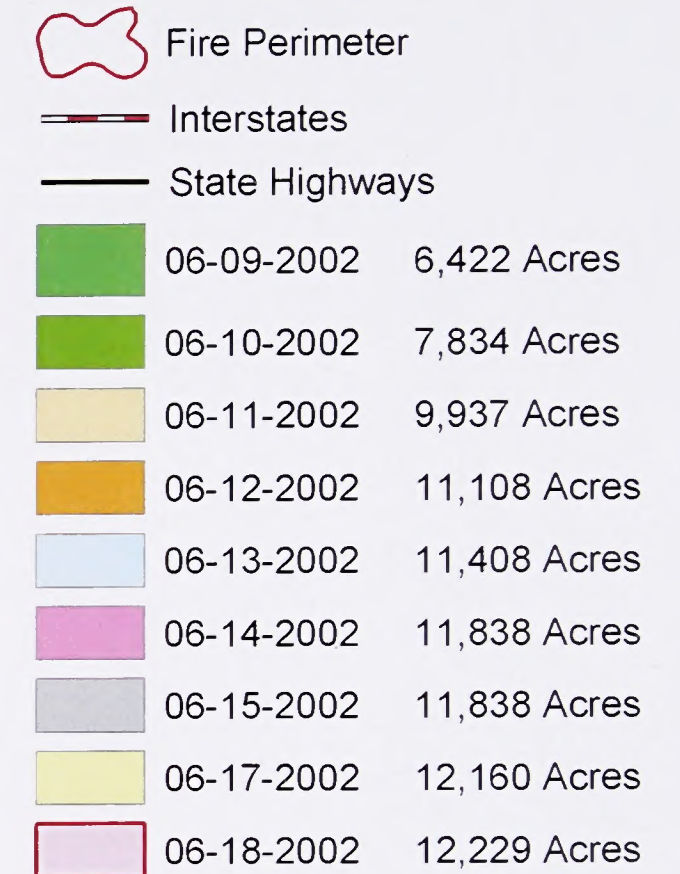 Fire Perimeter
Interstates
State Highways
06-09-2002 6,422 Acres
06-10-2002 7,834 Acres
06-11-2002 9,937 Acres
06-12-2002 11,108 Acres
06-13-2002 11,408 Acres
06-14-2002 11,838 Acres
06-15-2002 11,838 Acres
06-17-2002 12,160 Acres
06-18-2002 12,229 Acres